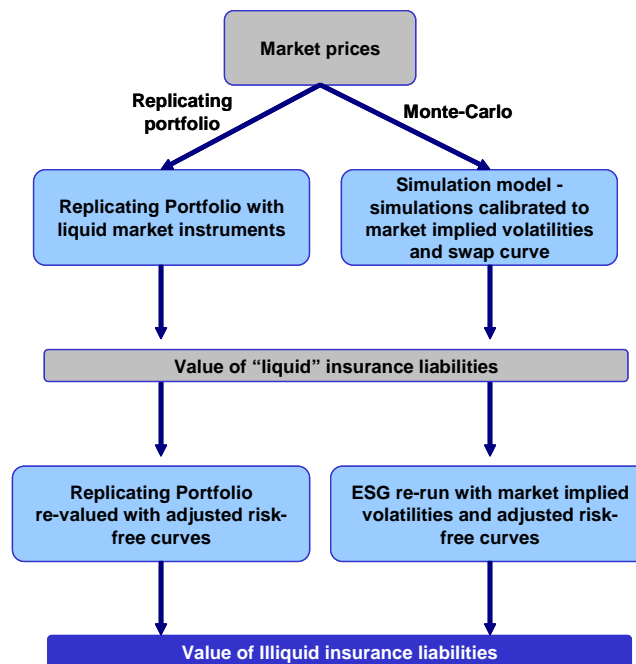 Market prices
Replicating
portfolio
Monte-Carlo
Replicating Portfolio with
liquid market instruments
Simulation model -
simulations calibrated to
market implied volatilities
and swap curve
Value of “liquid” insurance liabilities
Replicating Portfolio
re-valued with adjusted risk-
free curves
ESG re-run with market implied
volatilities and adjusted risk-
free curves
Value of Illiquid insurance liabilities